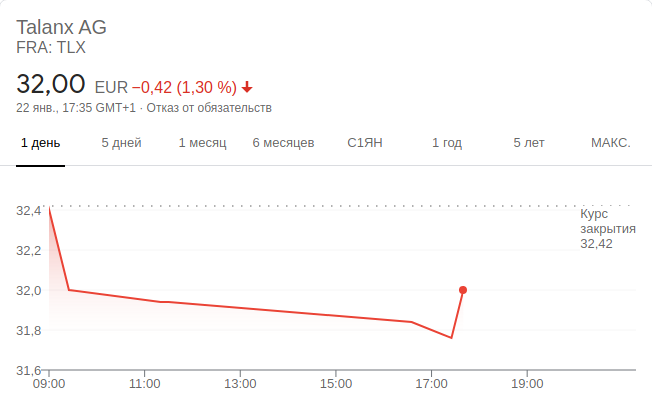 Talanx AG
FRA: TLX
32,00 EUR −0,42 (1,30 %)
22 янв., 17:35 GMT+1 · Отказ от обязательств
1 день 5 дней 1 месяц 6 месяцев С1ЯН 1 год 5 лет МАКС.
32,4
32,2
32,0
31,8
31,6
Курс
закрытия
32,42
09:00 11:00 13:00 15:00 17:00 19:00